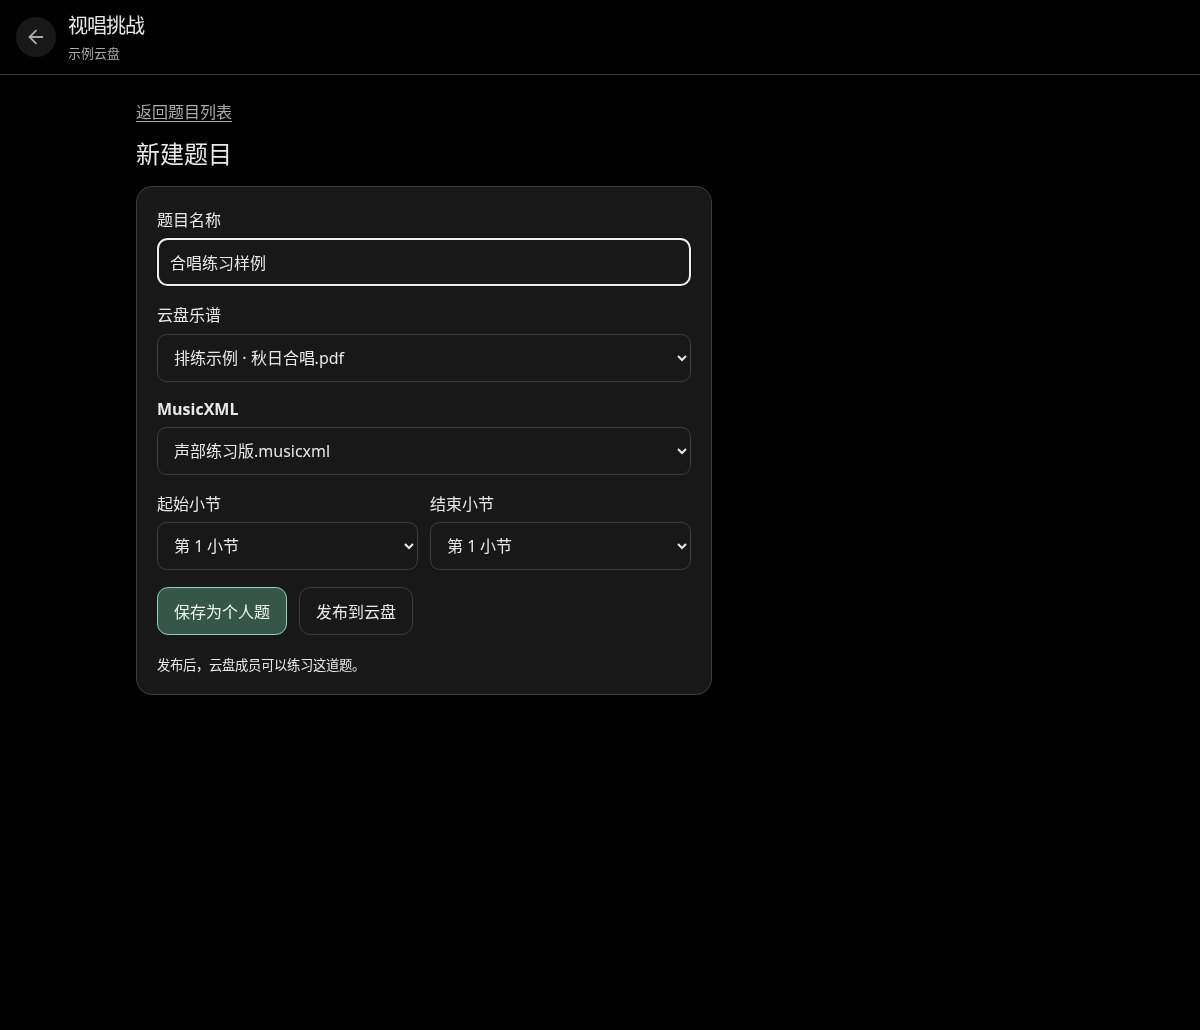 视唱挑战
示例云盘
返回题目列表
新建题目
题目名称
合唱练习样例
云盘乐谱
排练示例 · 秋日合唱.pdf
MusicXML
声部练习版.musicxml
起始小节
结束小节
第 1 小节
第 1 小节
保存为个人题
发布到云盘
发布后，云盘成员可以练习这道题。